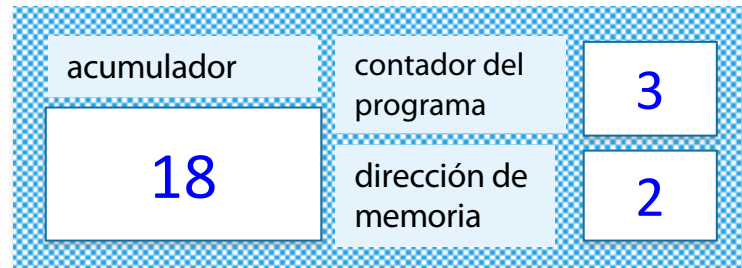 acumulador
18
contador del
programa
3
dirección de
memoria
2